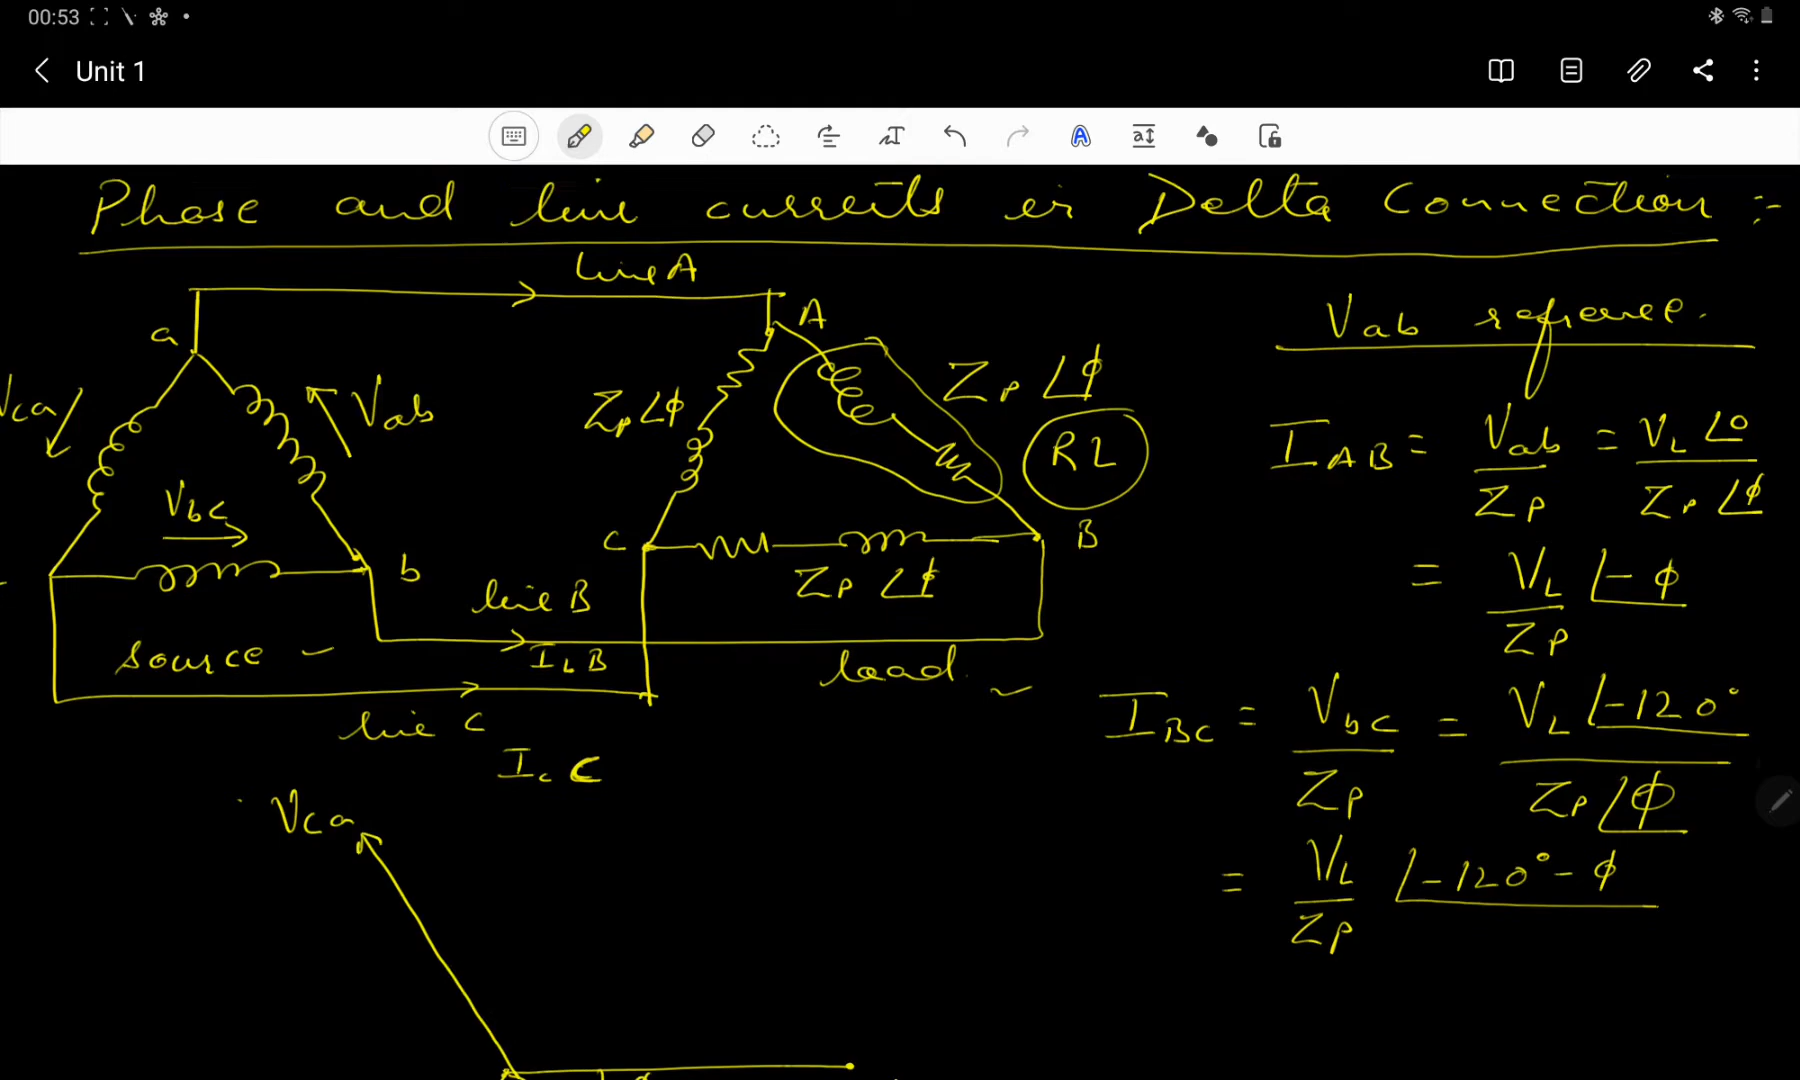 00:53
Unit 1
Phase and line currents in Delta Connection :-
line A
a
A
Vca
Vab
Zp∠φ
Zp ∠φ
RL
Vbc
b
C
B
Zp ∠φ
line B
ILB
source
load
line C
Ic C
Vca
Vab reference.
IAB = Vab/Zp = VL∠0/Zp∠φ
= VL/Zp ∠-φ
IBC = Vbc/Zp = VL∠-120°/Zp∠φ
= VL/Zp ∠-120°-φ